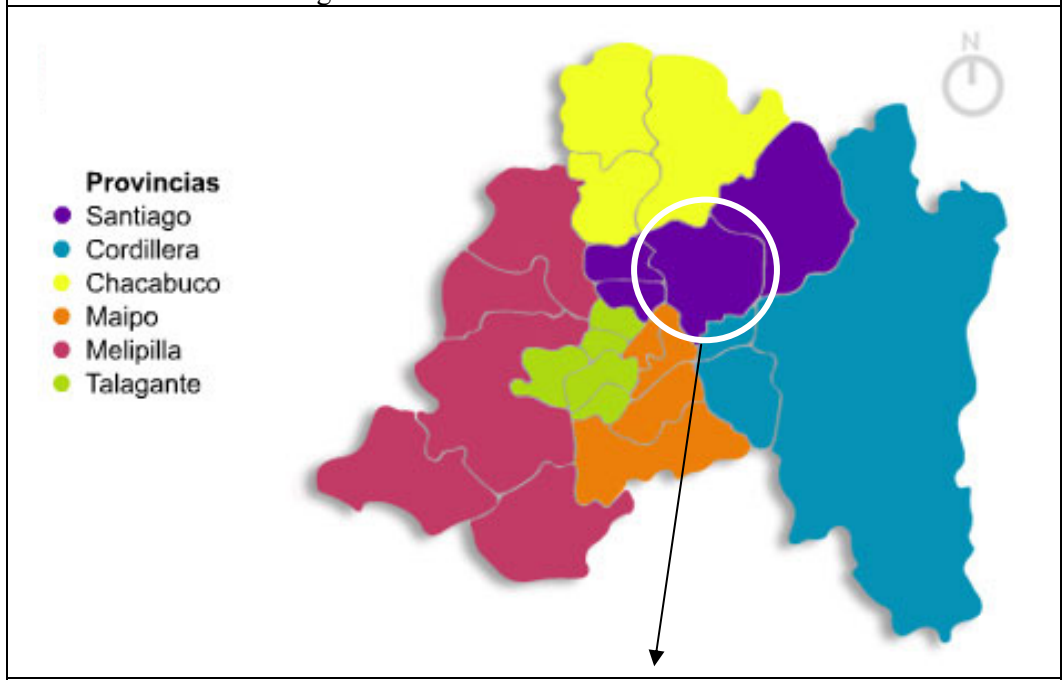 N
Provincias
Santiago
Cordillera
Chacabuco
Maipo
Melipilla
Talagante